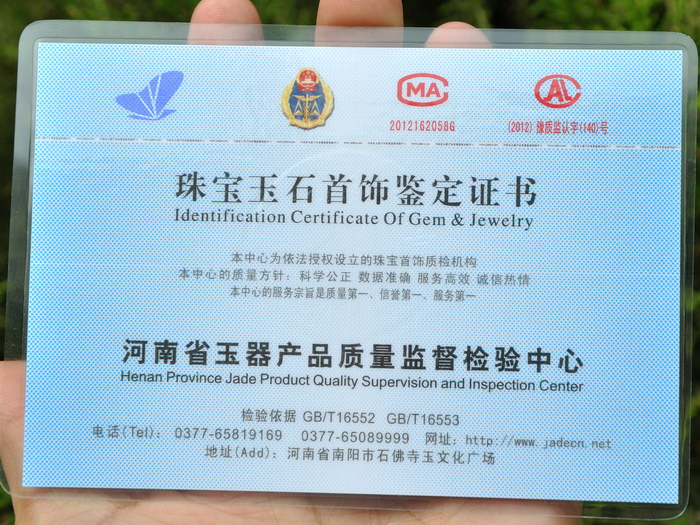 MA
2012162058G
AL
(2012) 豫质监认字(140)号
珠宝玉石首饰鉴定证书
Identification Certificate Of Gem & Jewelry
本中心为依法授权设立的珠宝首饰质检机构
本中心的质量方针：科学公正 数据准确 服务高效 诚信热情
本中心的服务宗旨是质量第一、信誉第一、服务第一
河南省玉器产品质量监督检验中心
Henan Province Jade Product Quality Supervision and Inspection Center
检验依据 GB/T16552 GB/T16553
电话(Tel)： 0377-65819169 0377-65089999 网址：http://www.jadecn.net
地址(Add)：河南省南阳市石佛寺玉文化广场